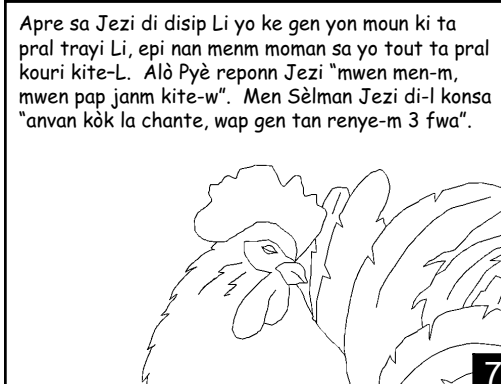 Apre sa Jezi di disip Li yo ke gen yon moun ki ta
pral trayi Li, epi nan menm moman sa yo tout ta pral
kouri kite–L. Alò Pyè reponn Jezi “mwen men-m,
mwen pap janm kite-w”. Men Sèlman Jezi di-l konsa
“anvan kòk la chante, wap gen tan renye-m 3 fwa”.
7